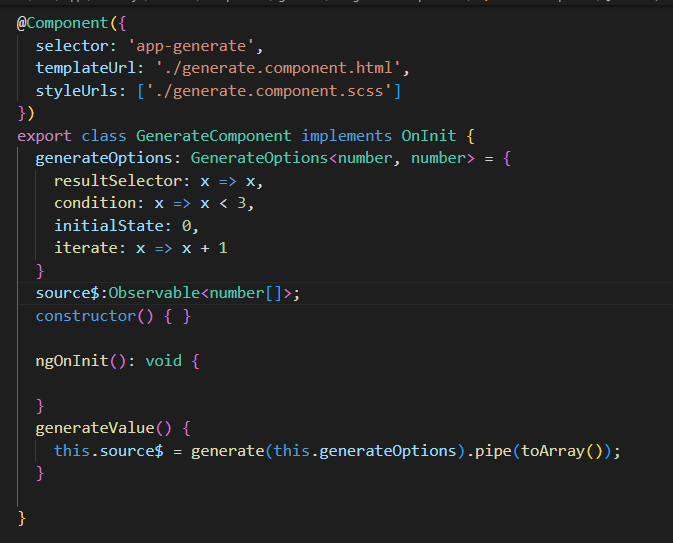 @Component({
  selector: 'app-generate',
  templateUrl: './generate.component.html',
  styleUrls: ['./generate.component.scss']
})
export class GenerateComponent implements OnInit {
  generateOptions: GenerateOptions<number, number> = {
    resultSelector: x => x,
    condition: x => x < 3,
    initialState: 0,
    iterate: x => x + 1
  }
  source$:Observable<number[]>;
  constructor() { }
  ngOnInit(): void {
  }
  generateValue() {
    this.source$ = generate(this.generateOptions).pipe(toArray());
  }
}